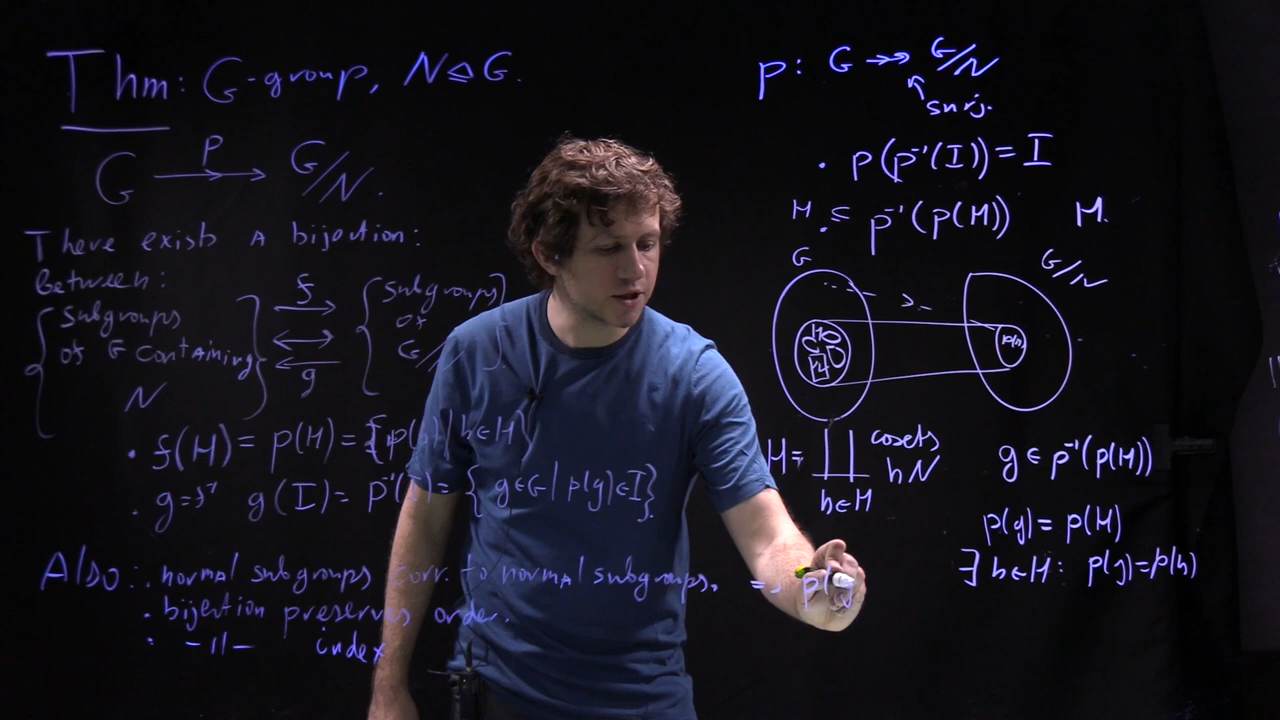 Thm: G-group, N ⊴ G.
G →p G/N.
There exist A bijection:
between:
{ subgroups of G containing N } f → ↔ ← g { subgroups of G/ }
· f(H) = p(H) = { p( ) | h∈H }
· g=f⁻¹ g(I) = p⁻¹( ) = { g∈G | p(g)∈I }.
Also: · normal subgroups corr. to normal subgroups.
· bijection preserves order.
: -||- index
p: G ↠ G/N
↖ surj.
· p(p⁻¹(I)) = I
H ⊆ p⁻¹(p(H)) H.
G G/N
H = ∐ cosets hN
h∈H
g ∈ p⁻¹(p(H))
p(g) = p(H)
∃ h∈H: p(g)=p(h)
=> p(g